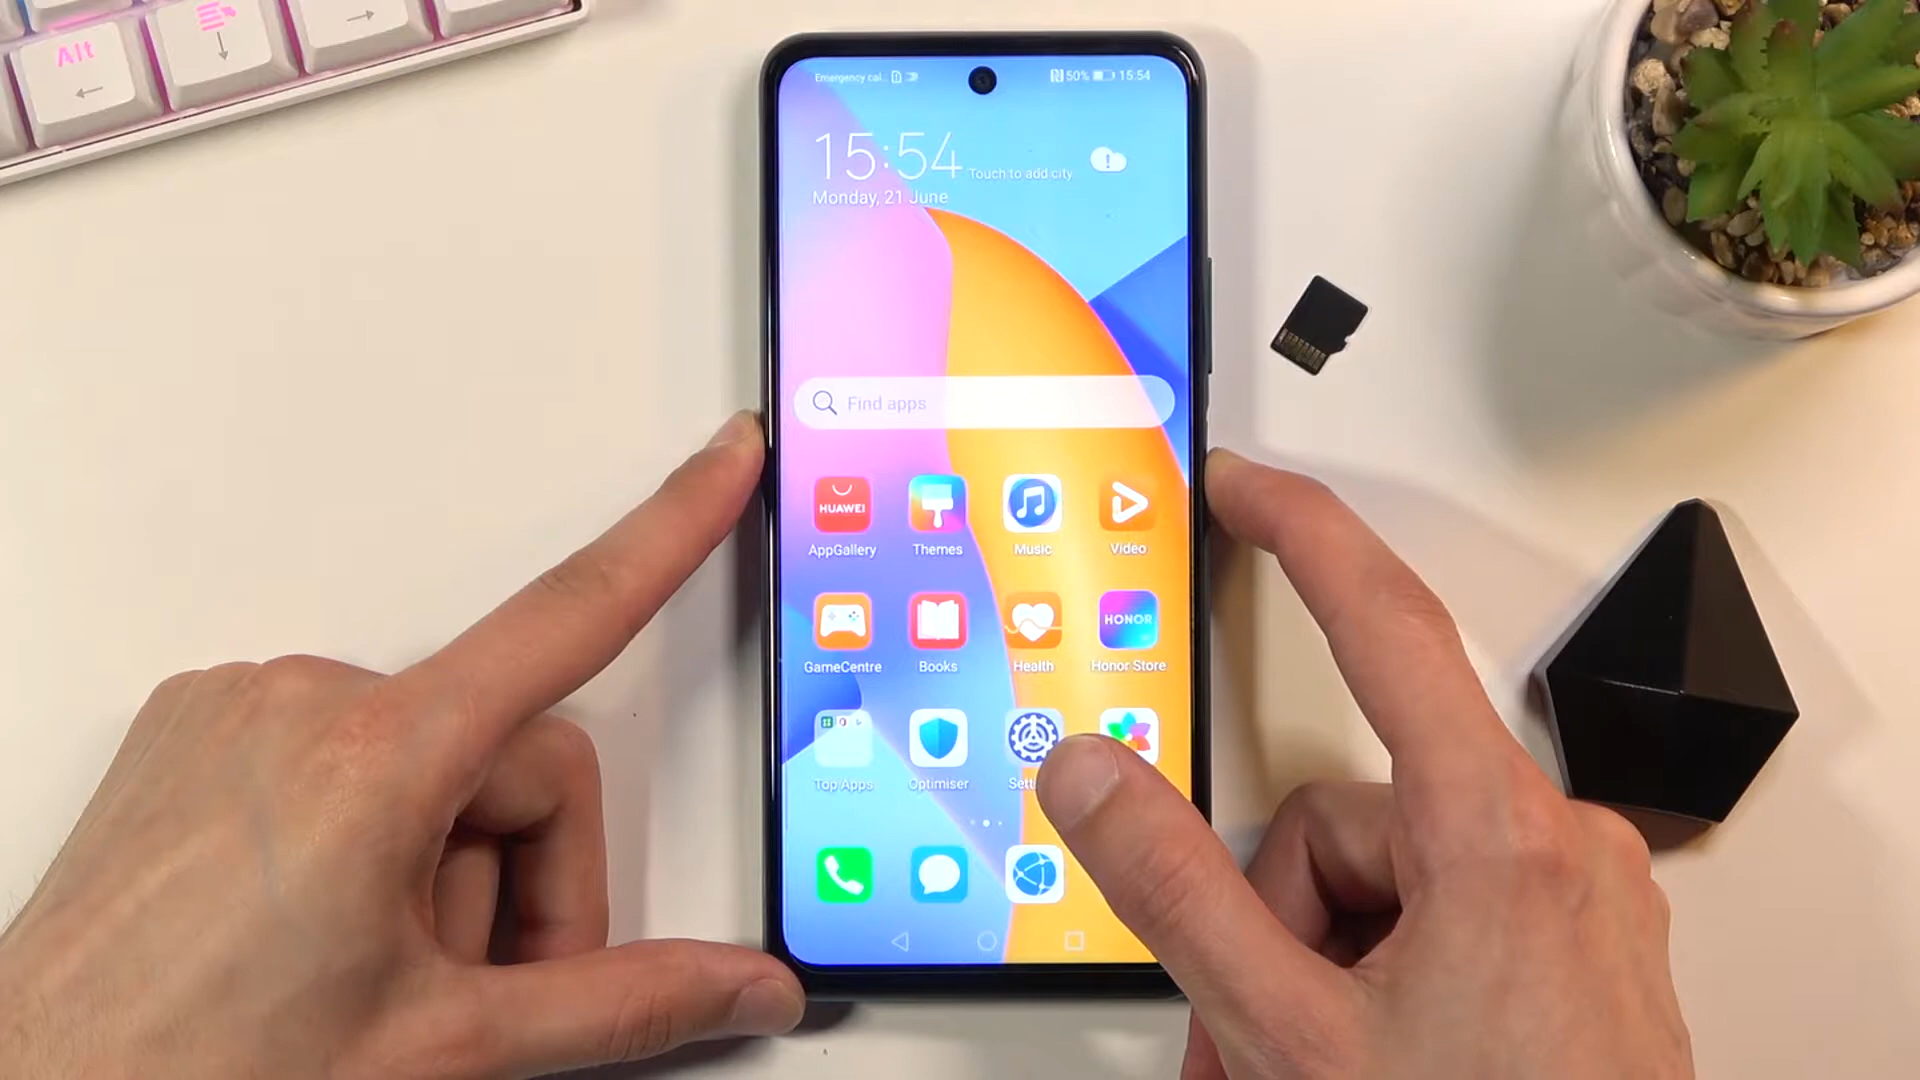 Alt
Emergency cal...
50% 15:54
15:54
Touch to add city
Monday, 21 June
Find apps
HUAWEI
AppGallery
Themes
Music
Video
HONOR
GameCentre
Books
Health
Honor Store
Top Apps
Optimiser
Sett